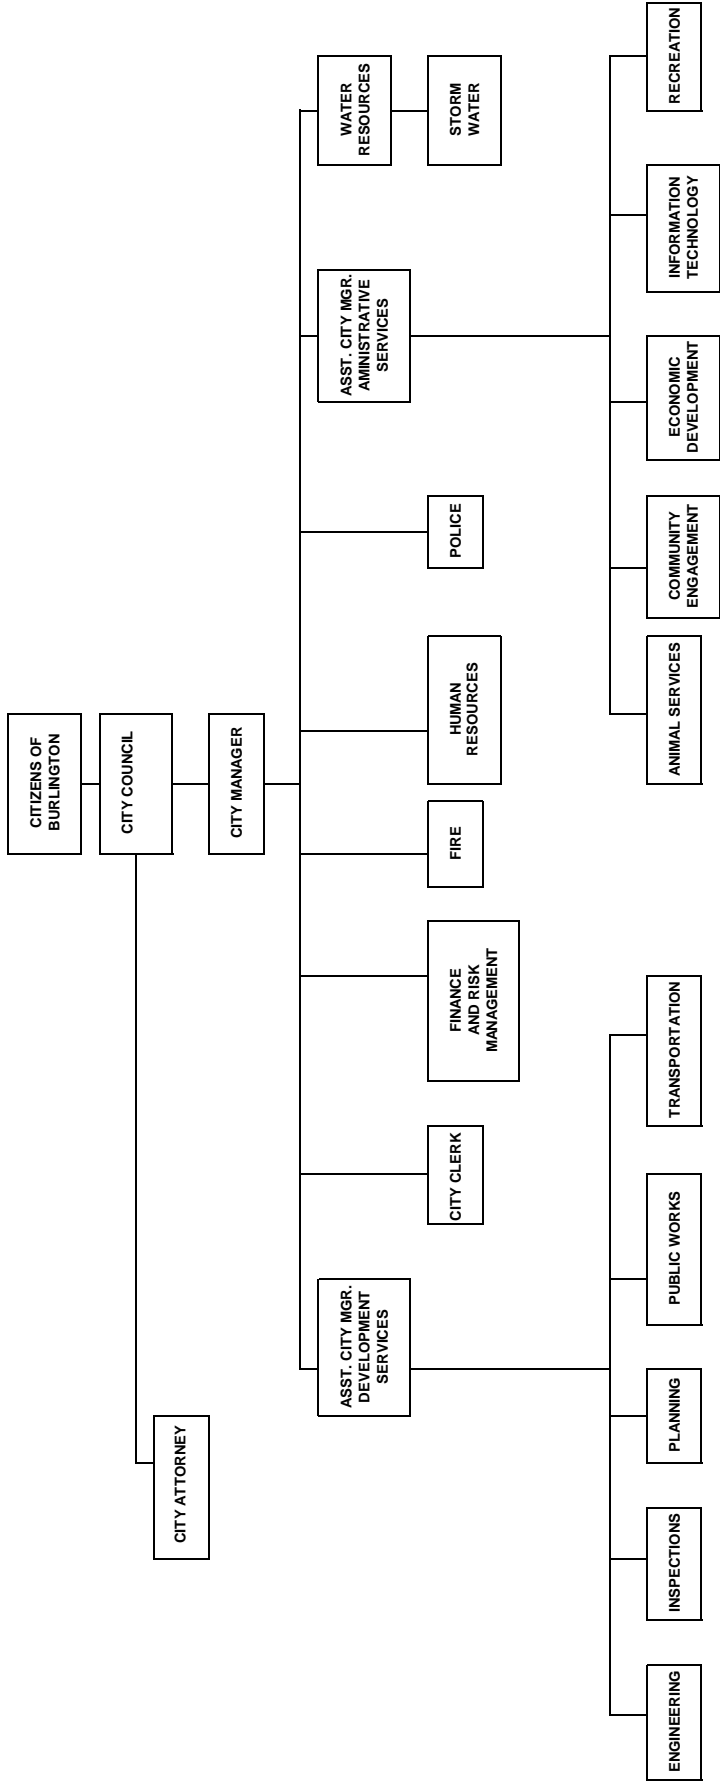 CITIZENS OF
BURLINGTON
CITY COUNCIL
CITY ATTORNEY
CITY MANAGER
ASST. CITY MGR.
DEVELOPMENT
SERVICES
ASST. CITY MGR.
AMINISTRATIVE
SERVICES
WATER
RESOURCES
CITY CLERK
FINANCE
AND RISK
MANAGEMENT
FIRE
HUMAN
RESOURCES
POLICE
STORM
WATER
ENGINEERING
INSPECTIONS
PLANNING
PUBLIC WORKS
TRANSPORTATION
ANIMAL SERVICES
COMMUNITY
ENGAGEMENT
ECONOMIC
DEVELOPMENT
INFORMATION
TECHNOLOGY
RECREATION